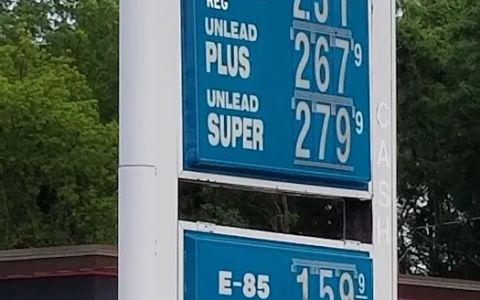 REG
UNLEAD
PLUS 267 9
UNLEAD
SUPER 279 9
CASH
E-85 159 9